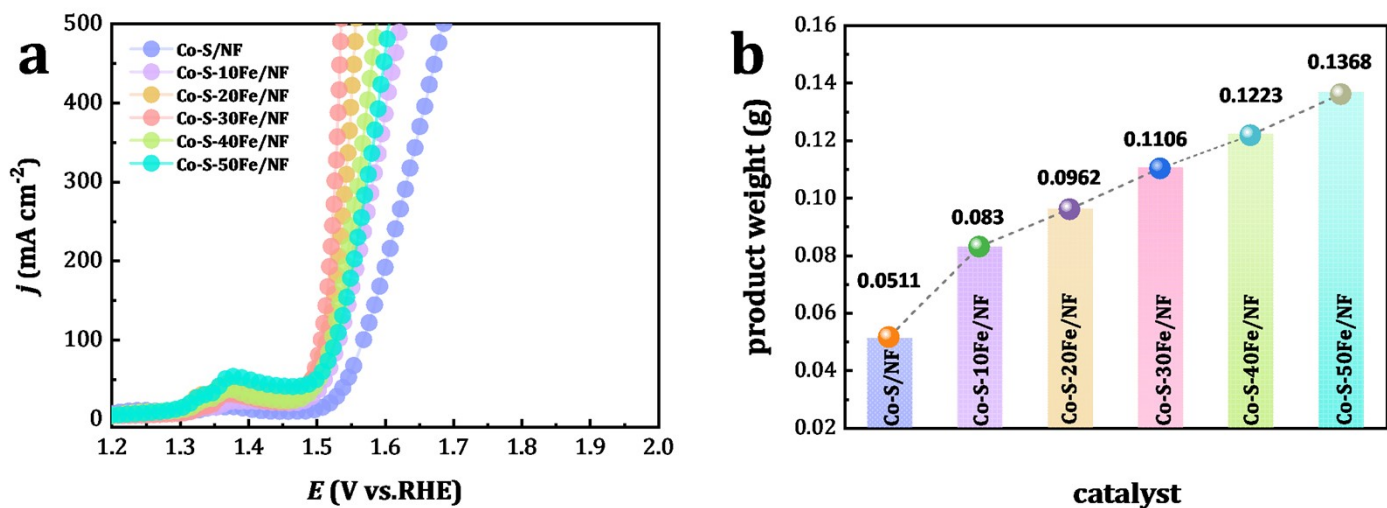 a
500
400
300
200
100
0
j (mA cm-2)
Co-S/NF
Co-S-10Fe/NF
Co-S-20Fe/NF
Co-S-30Fe/NF
Co-S-40Fe/NF
Co-S-50Fe/NF
1.2 1.3 1.4 1.5 1.6 1.7 1.8 1.9 2.0
E (V vs.RHE)
b
0.16
0.14
0.12
0.10
0.08
0.06
0.04
0.02
product weight (g)
0.0511
0.083
0.0962
0.1106
0.1223
0.1368
Co-S/NF
Co-S-10Fe/NF
Co-S-20Fe/NF
Co-S-30Fe/NF
Co-S-40Fe/NF
Co-S-50Fe/NF
catalyst